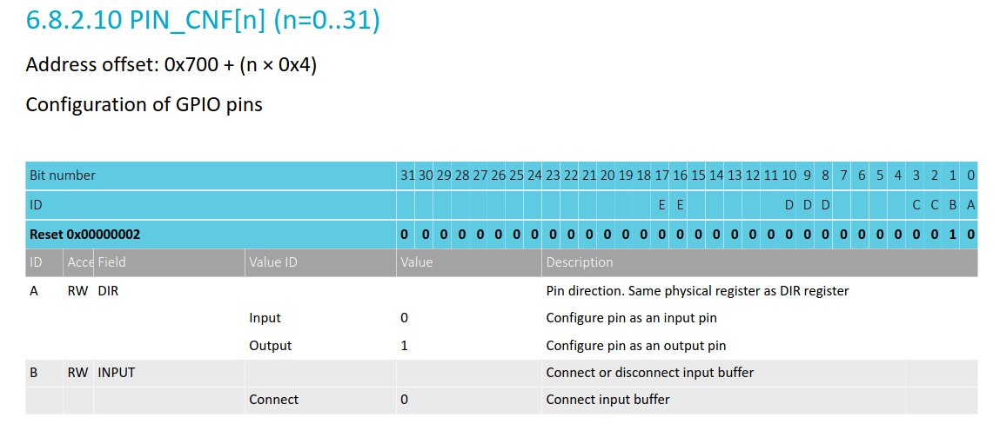 6.8.2.10 PIN_CNF[n] (n=0..31)
Address offset: 0x700 + (n × 0x4)
Configuration of GPIO pins
Bit number 31 30 29 28 27 26 25 24 23 22 21 20 19 18 17 16 15 14 13 12 11 10 9 8 7 6 5 4 3 2 1 0
ID E E D D D C C B A
Reset 0x00000002 0 0 0 0 0 0 0 0 0 0 0 0 0 0 0 0 0 0 0 0 0 0 0 0 0 0 0 0 0 0 1 0
ID Acce Field Value ID Value Description
A RW DIR Pin direction. Same physical register as DIR register
Input 0 Configure pin as an input pin
Output 1 Configure pin as an output pin
B RW INPUT Connect or disconnect input buffer
Connect 0 Connect input buffer